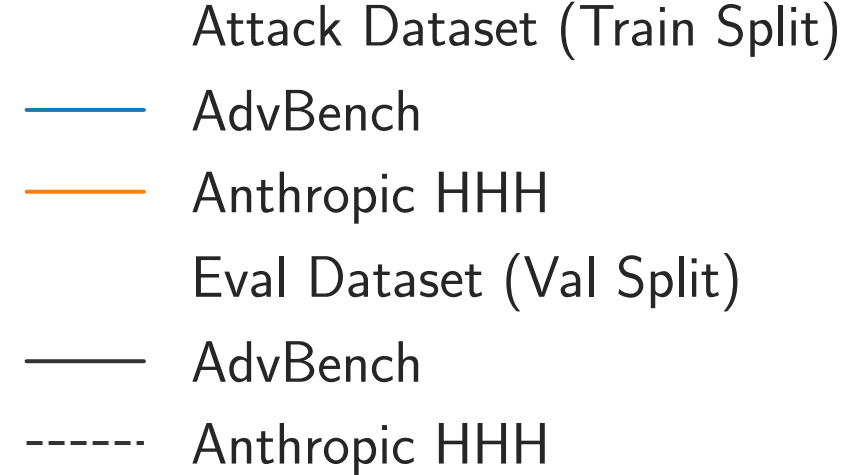 Attack Dataset (Train Split)
AdvBench
Anthropic HHH
Eval Dataset (Val Split)
AdvBench
Anthropic HHH